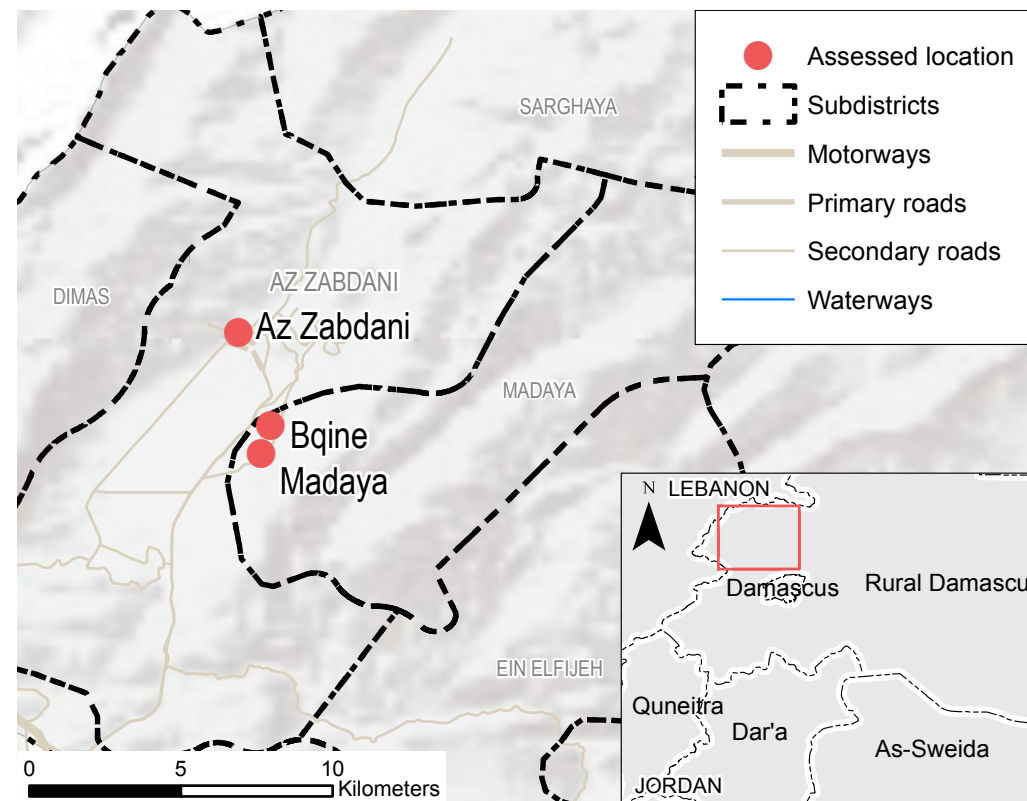 Assessed location
Subdistricts
Motorways
Primary roads
Secondary roads
Waterways
SARGHAYA
AZ ZABDANI
DIMAS
Az Zabdani
MADAYA
Bqine
Madaya
EIN ELFIJEH
N
LEBANON
Damascus
Rural Damascu
Quneitra
Dar'a
As-Sweida
JORDAN
0 5 10
Kilometers